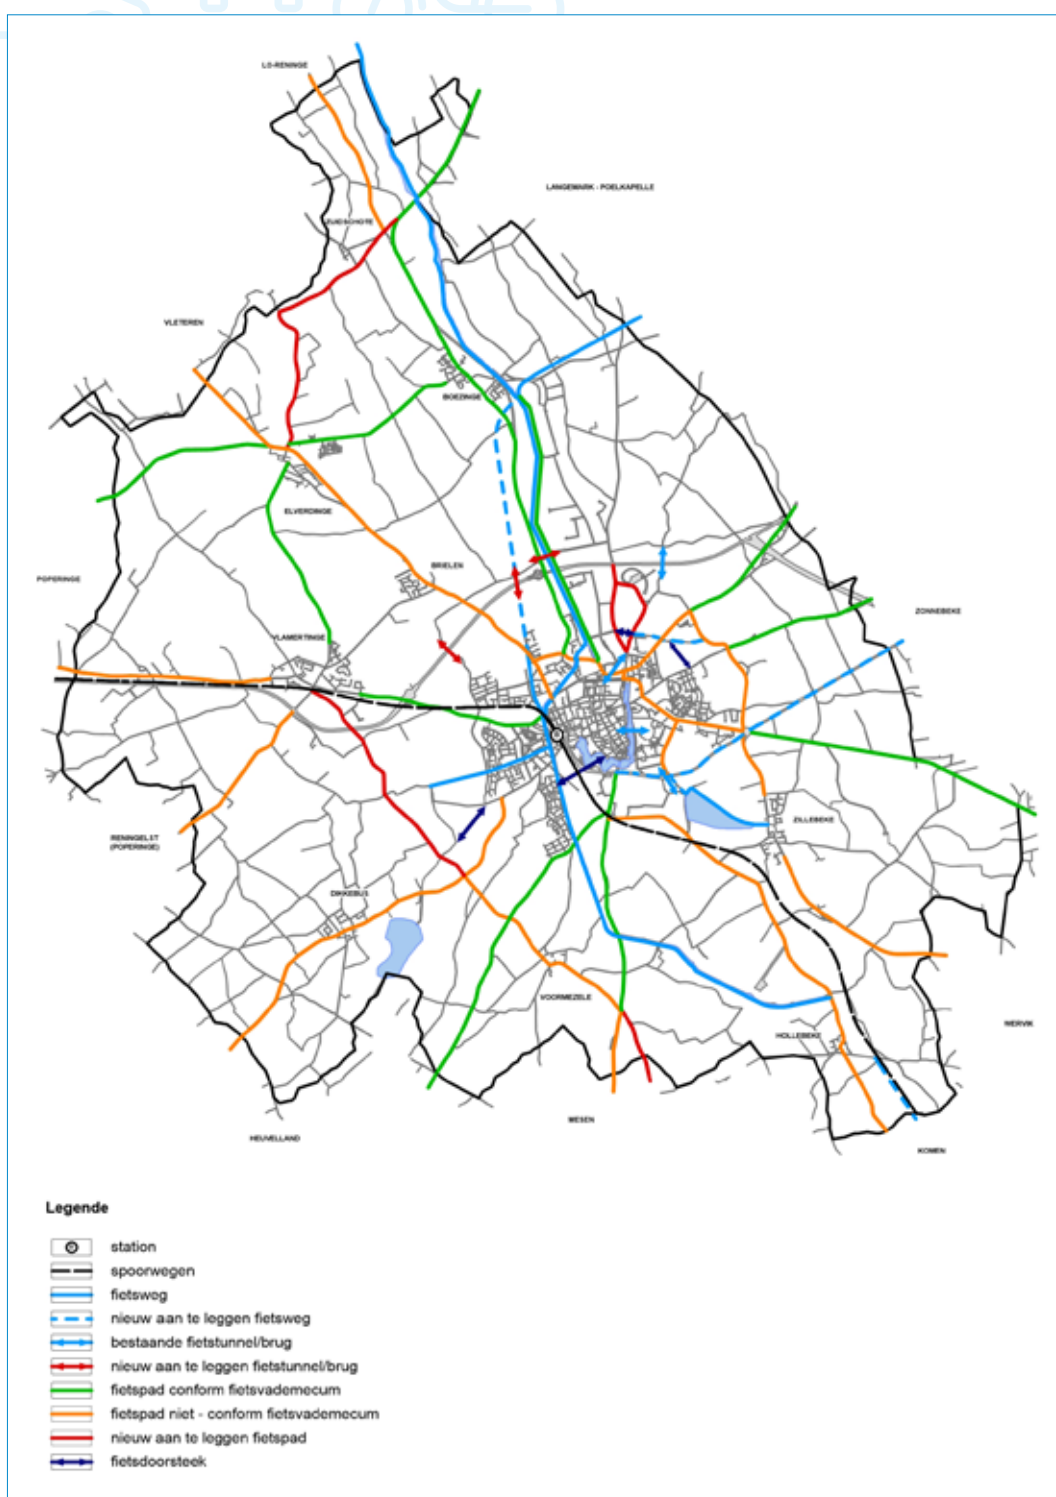 LO-RENINGE
LANGEMARK - POELKAPELLE
ZUIDSCHOTE
VLETEREN
BOEZINGE
ELVERDINGE
BRIELEN
POPERINGE
ZONNEBEKE
VLAMERTINGE
ZILLEBEKE
RENINGELST
(POPERINGE)
DIKKEBUS
VOORMEZELE
WERVIK
HOLLEBEKE
MESEN
HEUVELLAND
KOMEN
Legende
station
spoorwegen
fietsweg
nieuw aan te leggen fietsweg
bestaande fietstunnel/brug
nieuw aan te leggen fietstunnel/brug
fietspad conform fietsvademecum
fietspad niet - conform fietsvademecum
nieuw aan te leggen fietspad
fietsdoorsteek